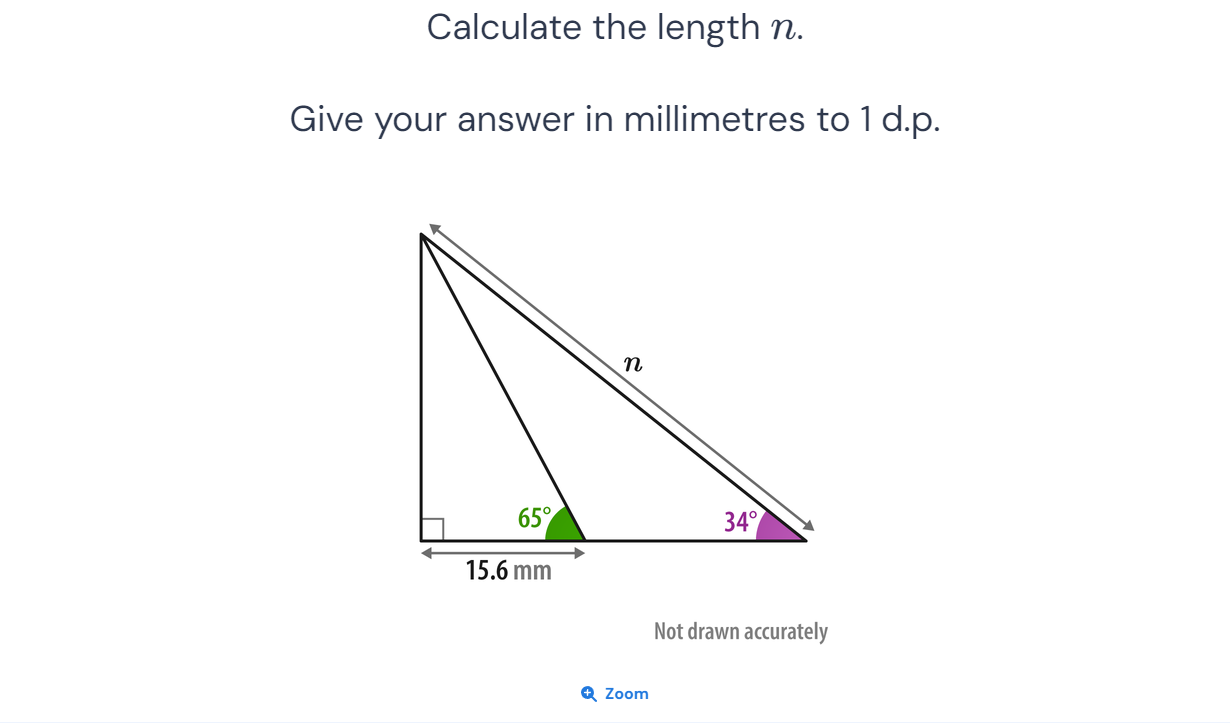 Calculate the length n.
Give your answer in millimetres to 1 d.p.
n
65°
34°
15.6 mm
Not drawn accurately
Zoom